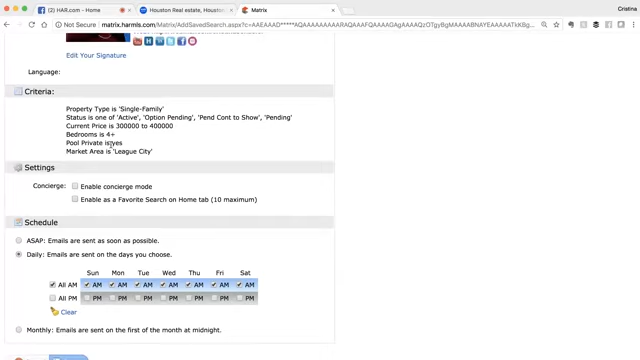 HAR.com - Home
Houston Real estate, Houston
Matrix
Cristina
Not Secure
matrix.harmls.com/Matrix/AddSavedSearch.aspx?c=
Edit Your Signature
Language:
Criteria:
Property Type is 'Single-Family'
Status is one of 'Active', 'Option Pending', 'Pend Cont to Show', 'Pending'
Current Price is 300000 to 400000
Bedrooms is 4+
Pool Private is yes
Market Area is 'League City'
Settings
Concierge:
Enable concierge mode
Enable as a Favorite Search on Home tab (10 maximum)
Schedule
ASAP: Emails are sent as soon as possible.
Daily: Emails are sent on the days you choose.
Sun Mon Tue Wed Thu Fri Sat
All AM AM AM AM AM AM AM AM
All PM PM PM PM PM PM PM PM
Clear
Monthly: Emails are sent on the first of the month at midnight.